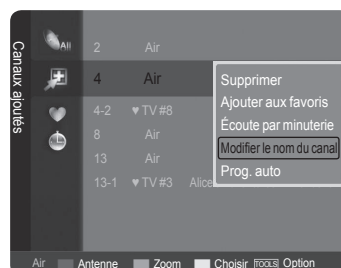 Canaux ajoutés
All
2 Air
4 Air
4-2 ♥ TV #8
8 Air
13 Air
13-1 ♥ TV #3 Alice
Supprimer
Ajouter aux favoris
Écoute par minuterie
Modifier le nom du canal
Prog. auto
Air Antenne Zoom Choisir TOOLS Option